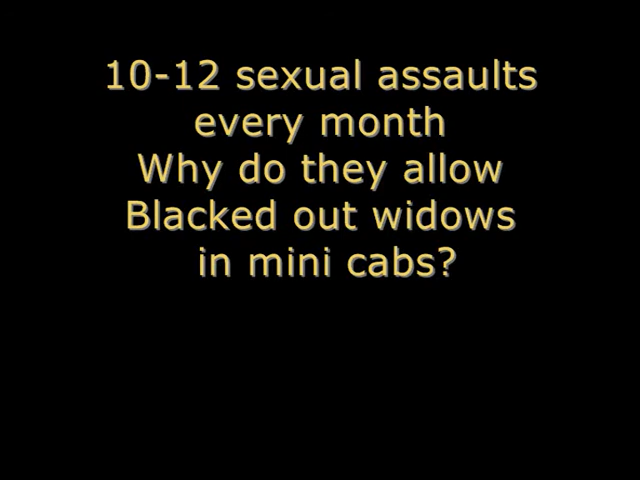 10-12 sexual assaults
every month
Why do they allow
Blacked out widows
in mini cabs?